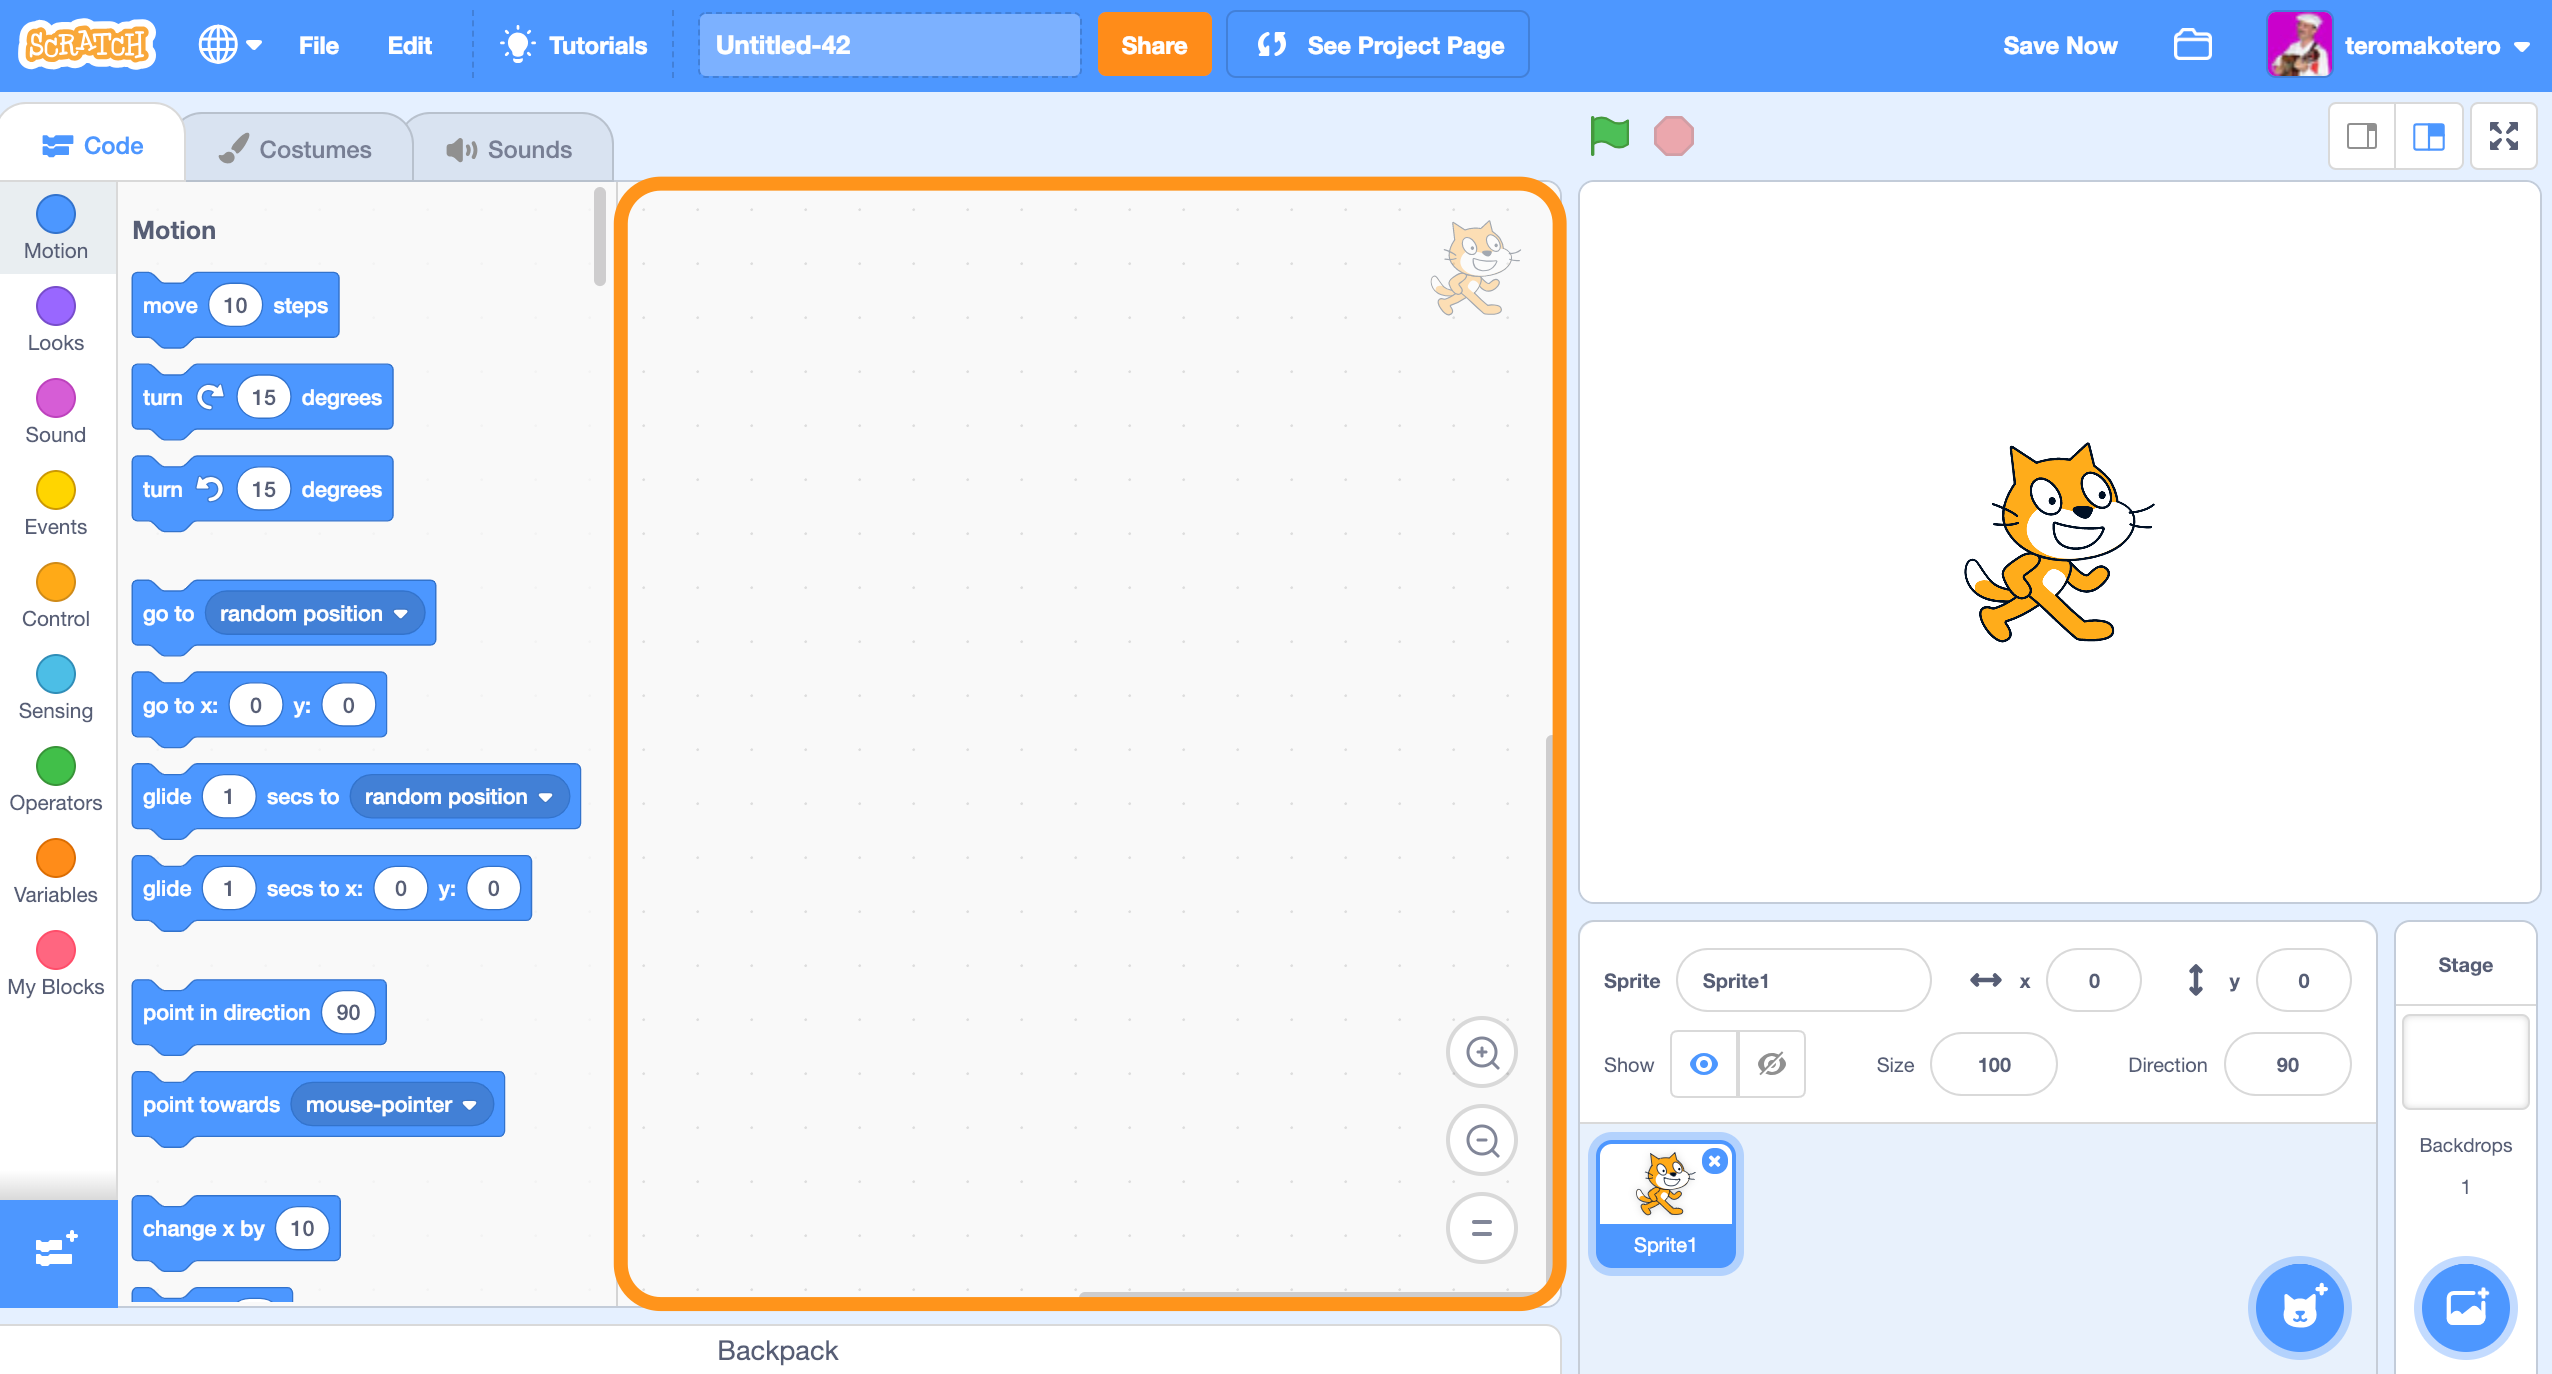 SCRATCH File Edit Tutorials Untitled-42 Share See Project Page Save Now teromakotero
Code Costumes Sounds
Motion
Looks
Sound
Events
Control
Sensing
Operators
Variables
My Blocks
Motion
move 10 steps
turn 15 degrees
turn 15 degrees
go to random position
go to x: 0 y: 0
glide 1 secs to random position
glide 1 secs to x: 0 y: 0
point in direction 90
point towards mouse-pointer
change x by 10
Backpack
Sprite Sprite1 x 0 y 0
Show Size 100 Direction 90
Sprite1
Stage
Backdrops
1